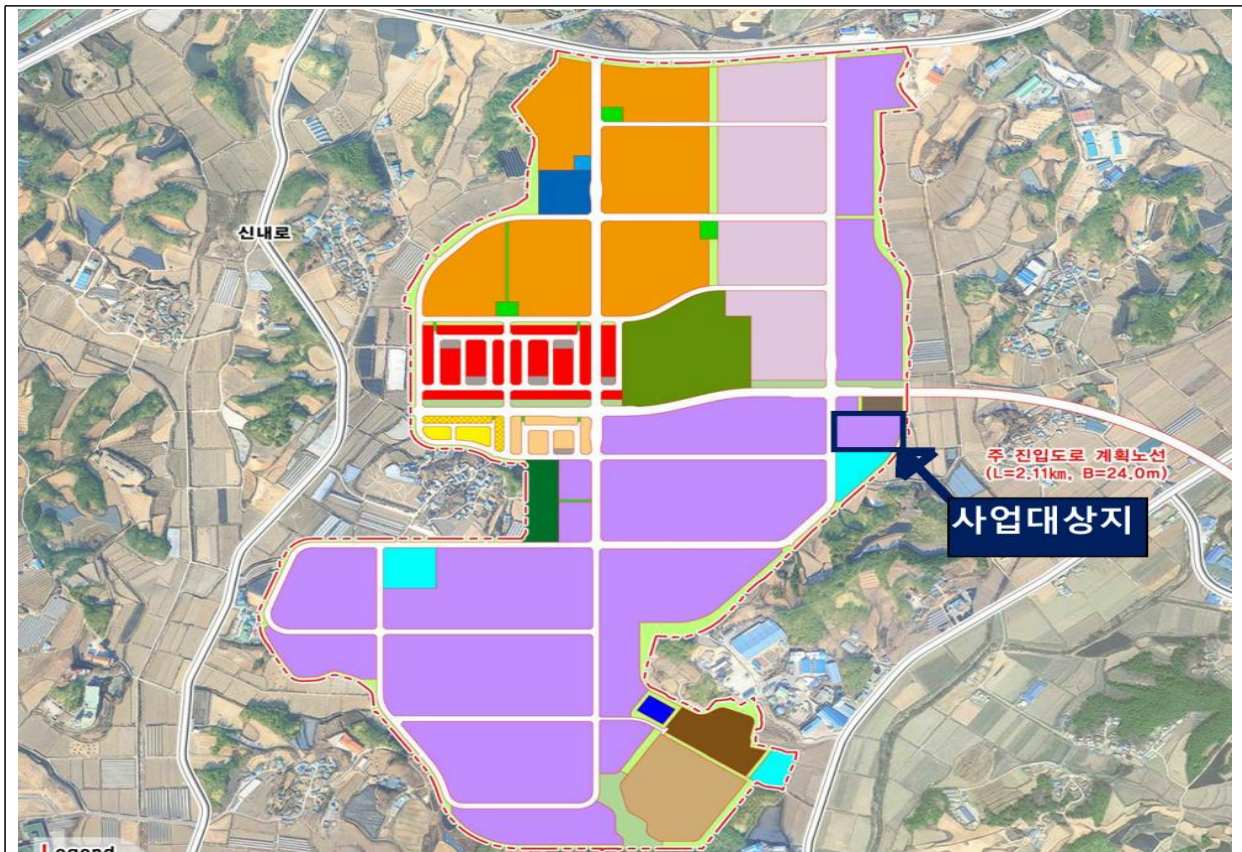 신내로
주 진입도로 계획노선
(L=2.11km, B=24.0m)
사업대상지
Legend